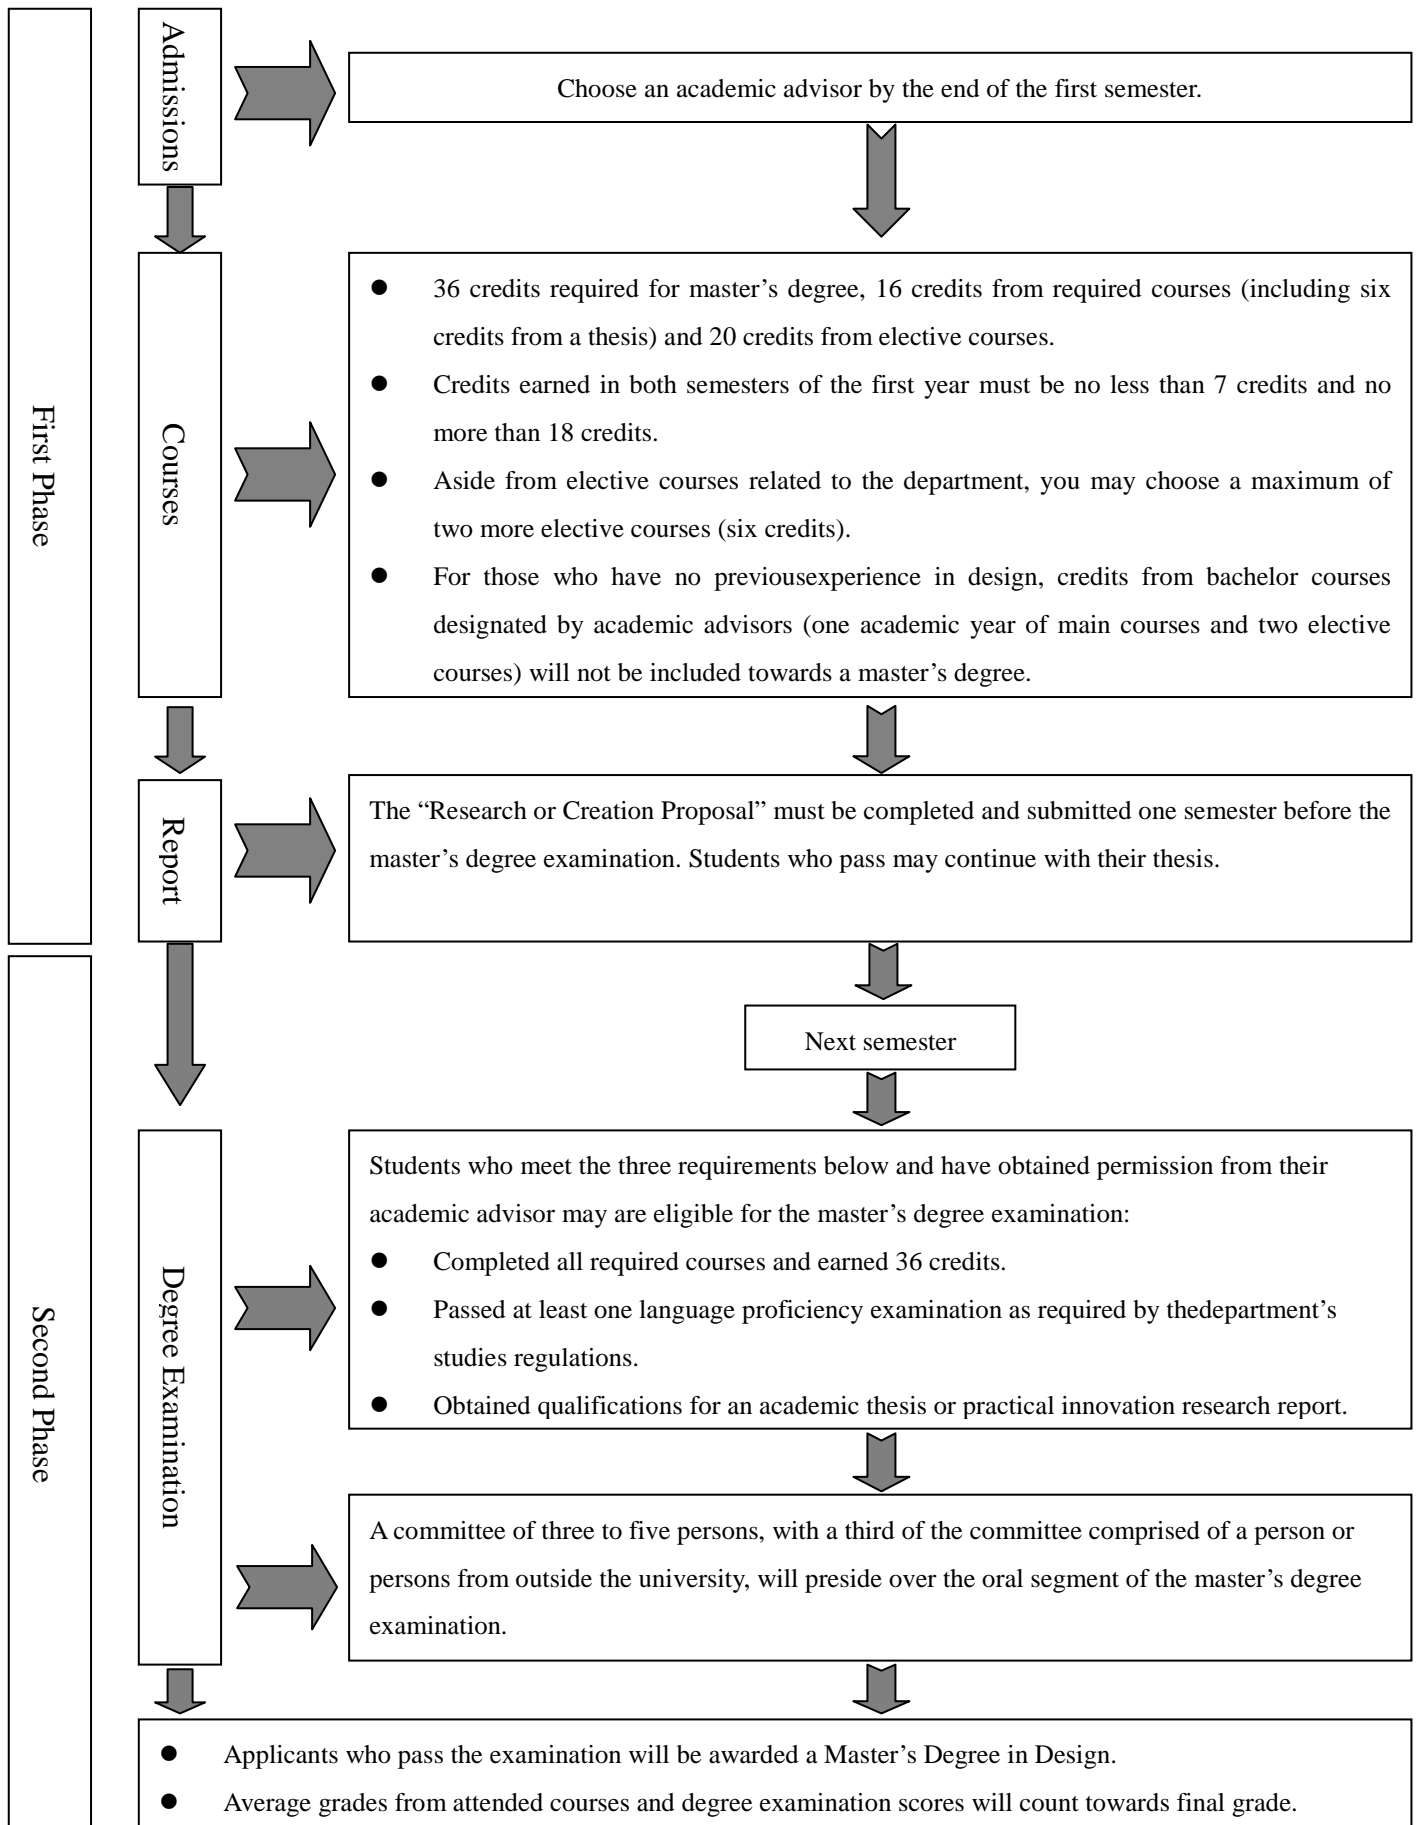 First Phase
Admissions
Choose an academic advisor by the end of the first semester.
Courses
● 36 credits required for master’s degree, 16 credits from required courses (including six
credits from a thesis) and 20 credits from elective courses.
● Credits earned in both semesters of the first year must be no less than 7 credits and no
more than 18 credits.
● Aside from elective courses related to the department, you may choose a maximum of
two more elective courses (six credits).
● For those who have no previousexperience in design, credits from bachelor courses
designated by academic advisors (one academic year of main courses and two elective
courses) will not be included towards a master’s degree.
Report
The “Research or Creation Proposal” must be completed and submitted one semester before the
master’s degree examination. Students who pass may continue with their thesis.
Second Phase
Next semester
Degree Examination
Students who meet the three requirements below and have obtained permission from their
academic advisor may are eligible for the master’s degree examination:
● Completed all required courses and earned 36 credits.
● Passed at least one language proficiency examination as required by thedepartment’s
studies regulations.
● Obtained qualifications for an academic thesis or practical innovation research report.
A committee of three to five persons, with a third of the committee comprised of a person or
persons from outside the university, will preside over the oral segment of the master’s degree
examination.
● Applicants who pass the examination will be awarded a Master’s Degree in Design.
● Average grades from attended courses and degree examination scores will count towards final grade.